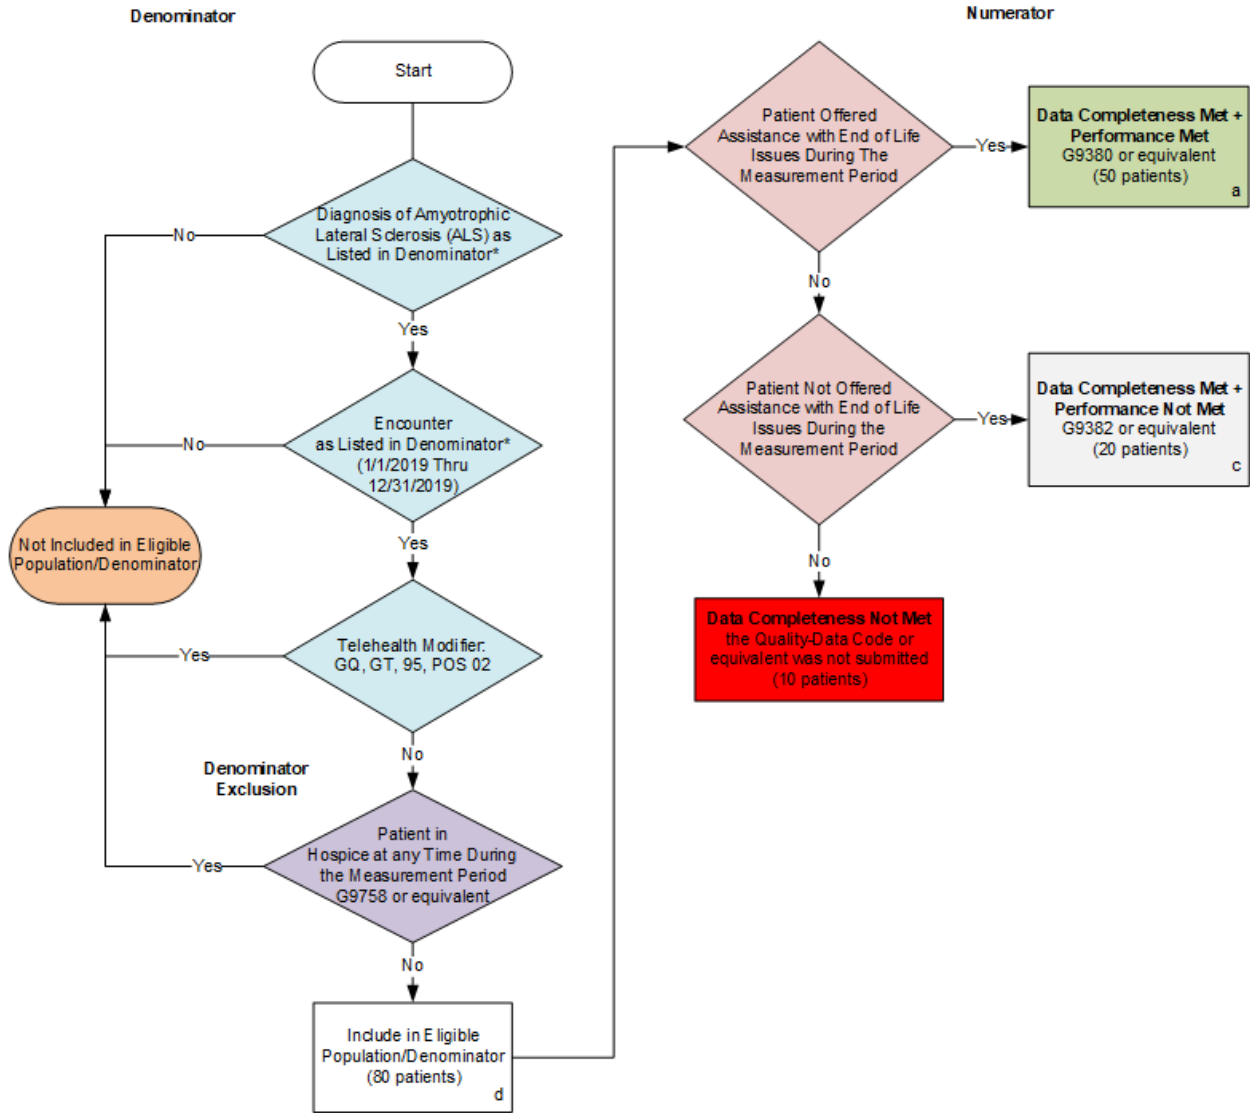 Denominator
Start
Diagnosis of Amyotrophic
Lateral Sclerosis (ALS) as
Listed in Denominator*
No
Yes
Encounter
as Listed in Denominator*
(1/1/2019 Thru
12/31/2019)
No
Yes
Not Included in Eligible
Population/Denominator
Telehealth Modifier:
GQ, GT, 95, POS 02
Yes
No
Denominator
Exclusion
Patient in
Hospice at any Time During
the Measurement Period
G9758 or equivalent
Yes
No
Include in Eligible
Population/Denominator
(80 patients)
d
Numerator
Patient Offered
Assistance with End of Life
Issues During The
Measurement Period
Yes
Data Completeness Met +
Performance Met
G9380 or equivalent
(50 patients)
a
No
Patient Not Offered
Assistance with End of Life
Issues During the
Measurement Period
Yes
Data Completeness Met +
Performance Not Met
G9382 or equivalent
(20 patients)
c
No
Data Completeness Not Met
the Quality-Data Code or
equivalent was not submitted
(10 patients)